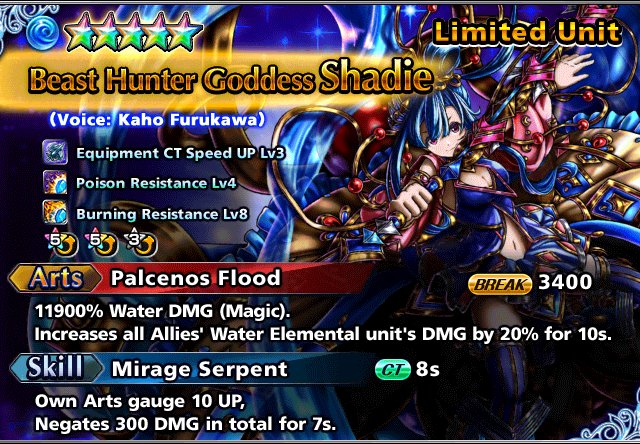 Limited Unit
Beast Hunter Goddess Shadie
(Voice: Kaho Furukawa)
Equipment CT Speed UP Lv3
Poison Resistance Lv4
Burning Resistance Lv8
5 5 3
Arts Palcenos Flood BREAK 3400
11900% Water DMG (Magic).
Increases all Allies' Water Elemental unit's DMG by 20% for 10s.
Skill Mirage Serpent CT 8s
Own Arts gauge 10 UP,
Negates 300 DMG in total for 7s.